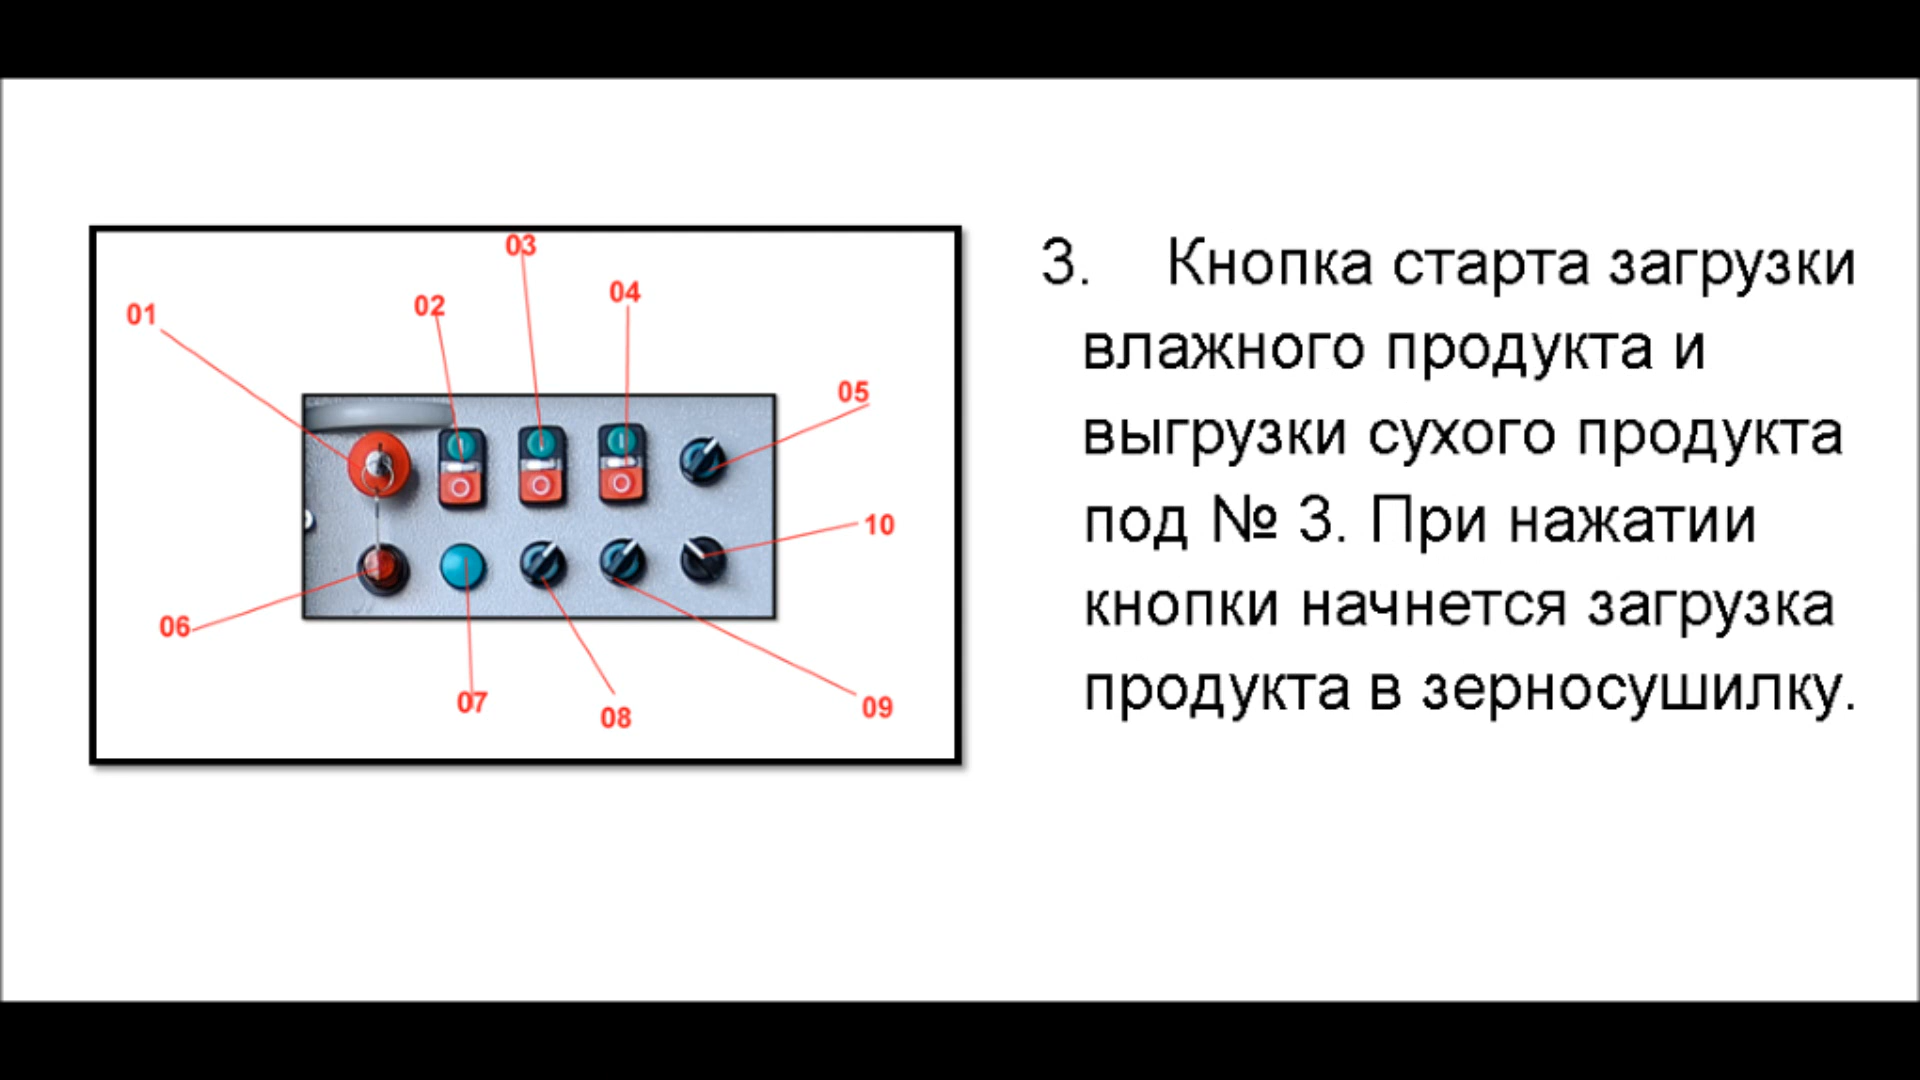 03
04
02
01
05
10
06
07
08
09
3. Кнопка старта загрузки
влажного продукта и
выгрузки сухого продукта
под № 3. При нажатии
кнопки начнется загрузка
продукта в зерносушилку.